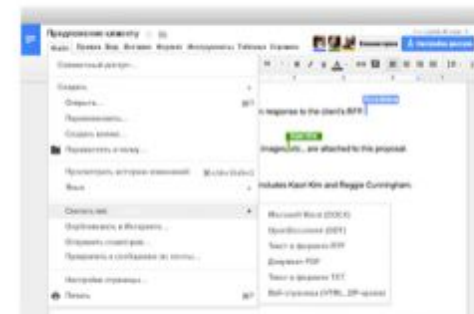 Предложение клиенту
Файл Правка Вид Вставка Формат Инструменты Таблица Справка
Совместный доступ...
Создать
Открыть...
Переименовать...
Создать копию...
Переместить в папку...
Просмотреть историю изменений
Язык
Скачать как
Опубликовать в Интернете...
Отправить соавторам...
Прикрепить к сообщению эл. почты...
Настройки страницы...
Печать
n response to the client's RFP.
images, etc., are attached to this proposal.
includes Kaori Kim and Reggie Cunningham.
Microsoft Word (DOCX)
OpenDocument (ODT)
Текст в формате RTF
Документ PDF
Текст в формате TXT
Веб-страница (HTML, ZIP-архив)